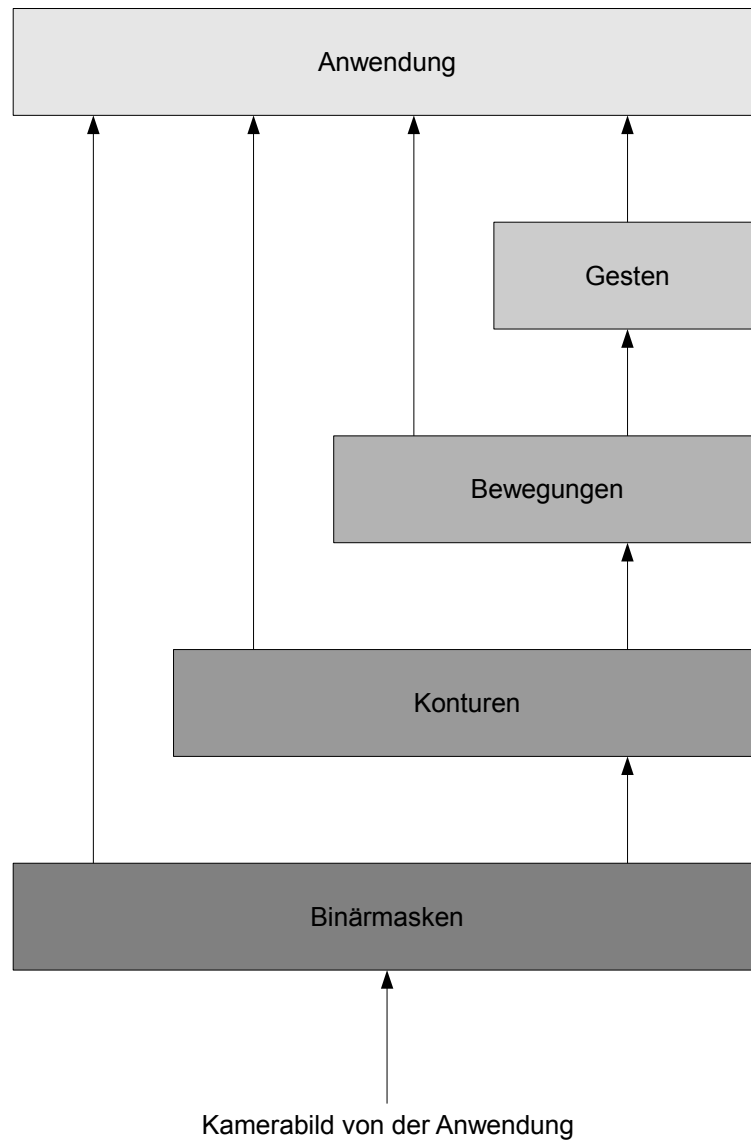 Anwendung
Gesten
Bewegungen
Konturen
Binärmasken
Kamerabild von der Anwendung